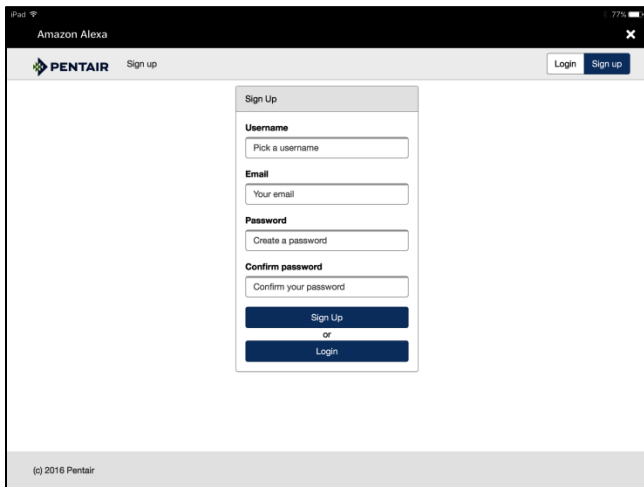 iPad 77%
Amazon Alexa
PENTAIR Sign up Login Sign up
Sign Up
Username
Pick a username
Email
Your email
Password
Create a password
Confirm password
Confirm your password
Sign Up
or
Login
(c) 2016 Pentair